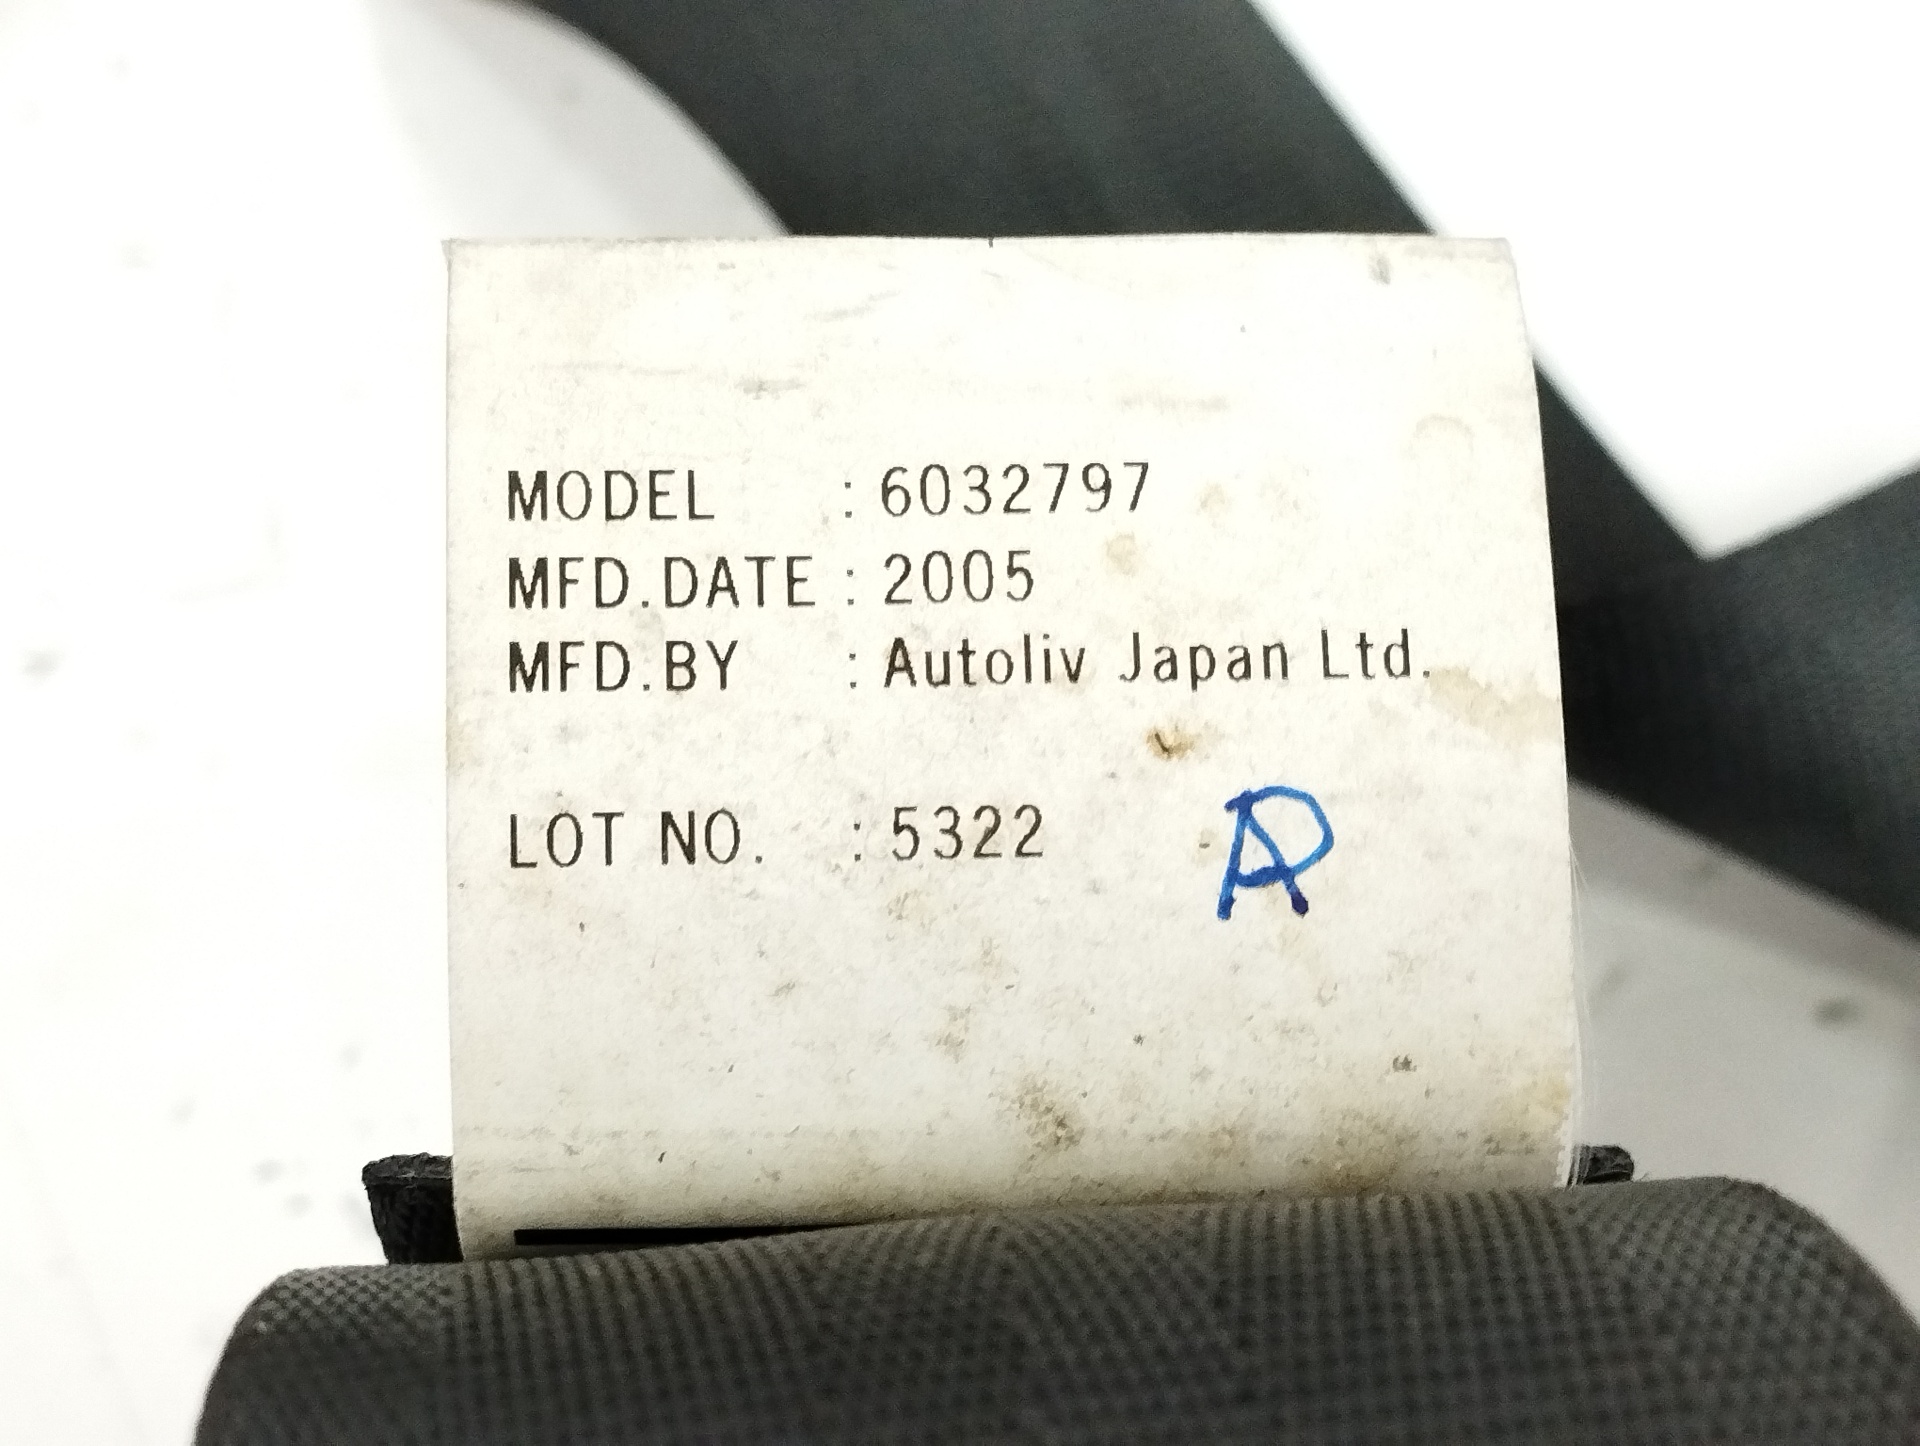 MODEL : 6032797
MFD.DATE : 2005
MFD.BY : Autoliv Japan Ltd.
LOT NO. : 5322